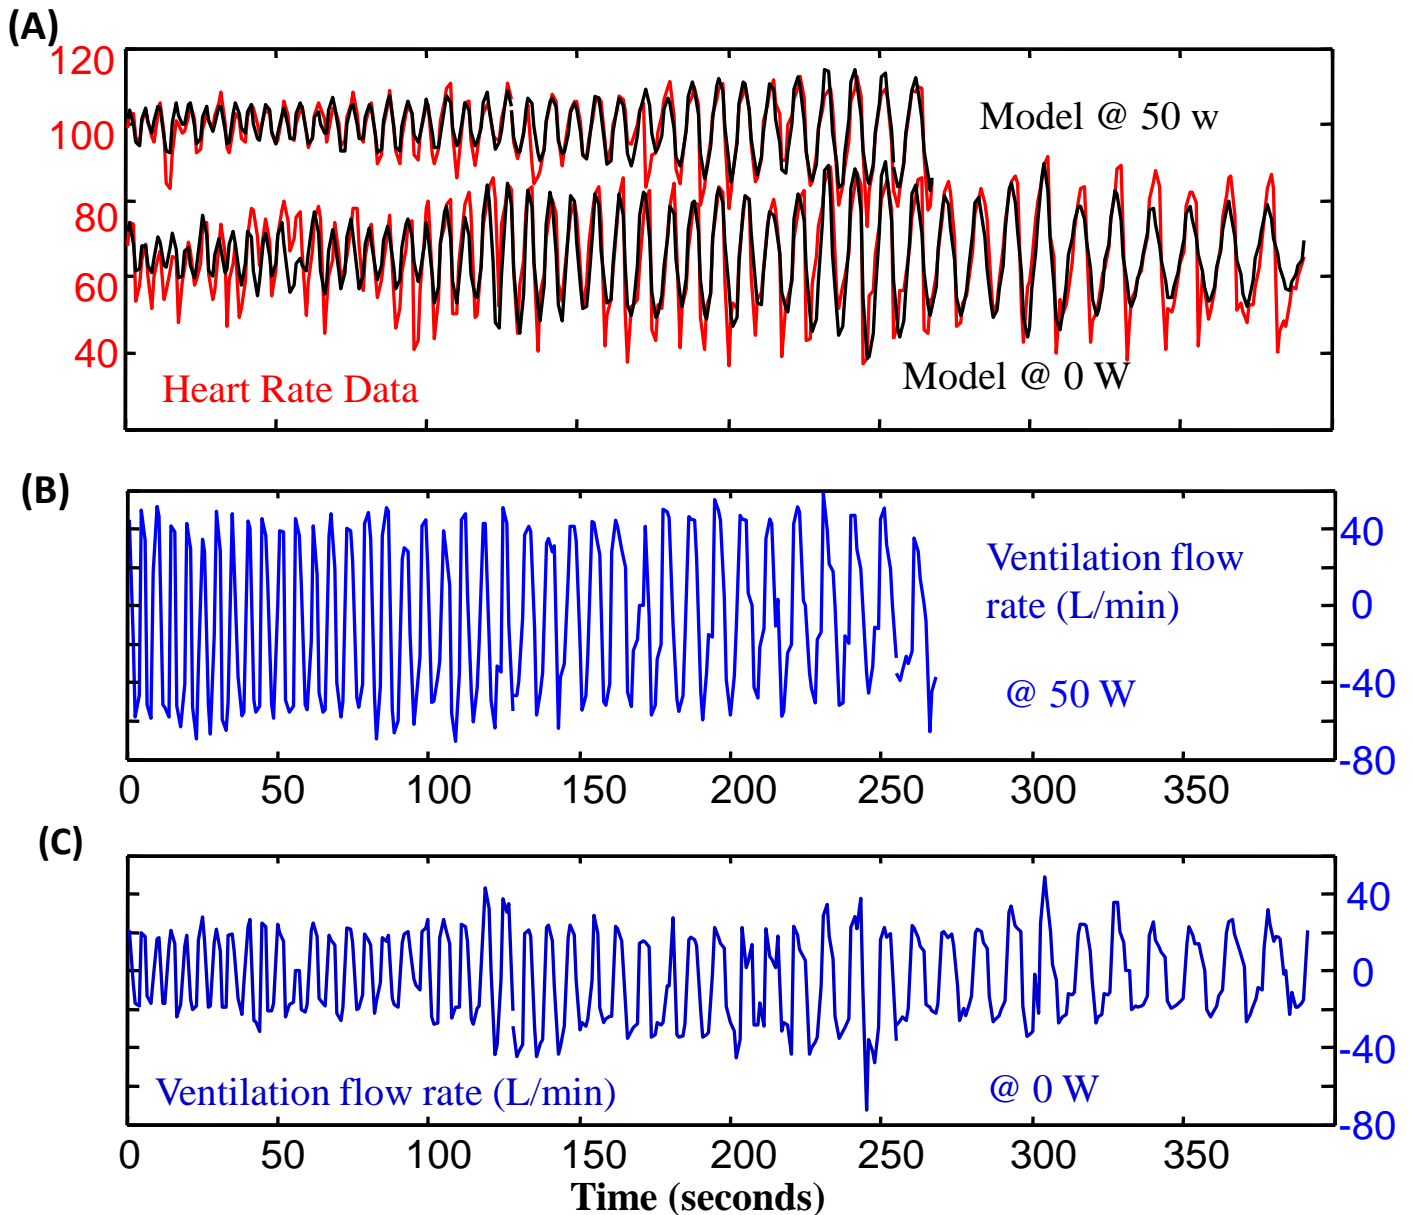 (A)
120
100
80
60
40
Model @ 50 w
Model @ 0 W
Heart Rate Data
(B)
40
0
-40
-80
Ventilation flow
rate (L/min)
@ 50 W
0 50 100 150 200 250 300 350
(C)
40
0
-40
-80
Ventilation flow rate (L/min)
@ 0 W
0 50 100 150 200 250 300 350
Time (seconds)